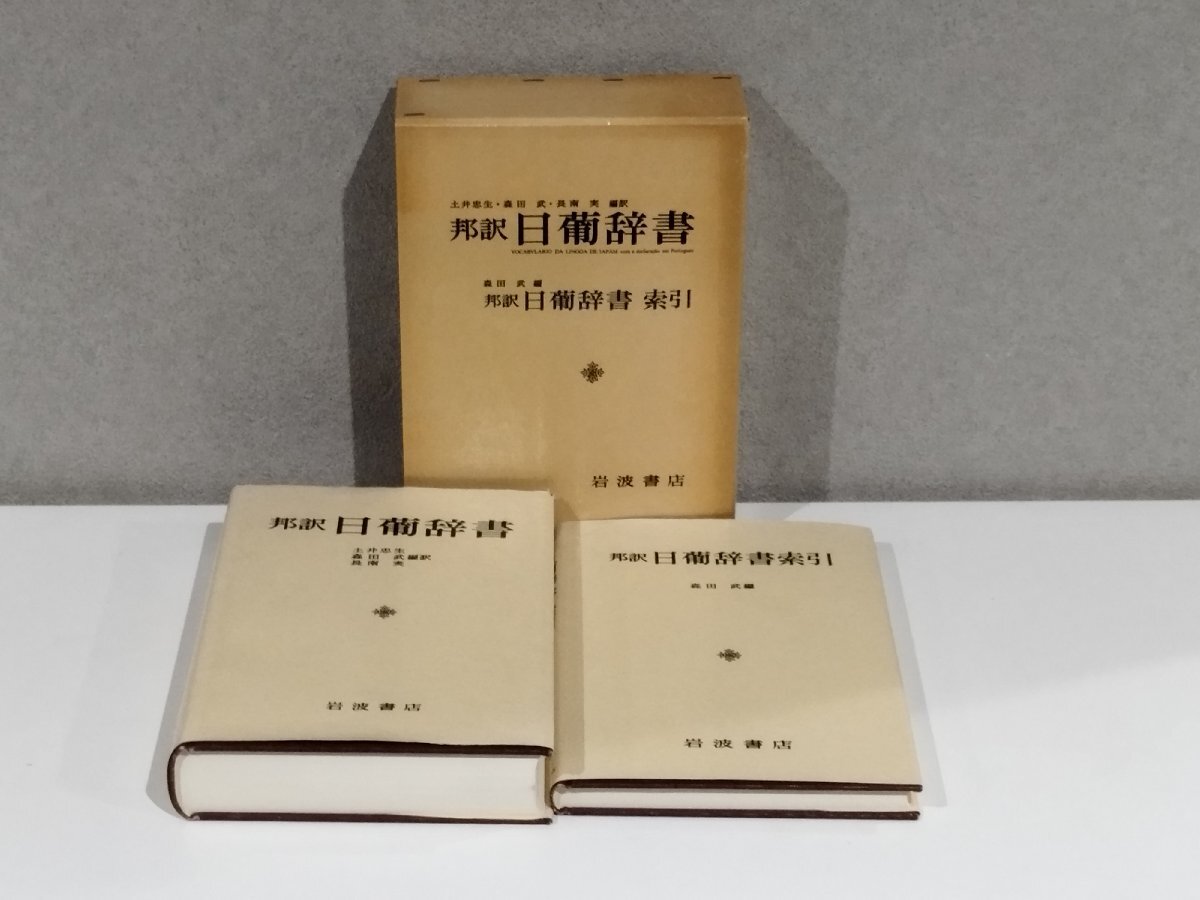 土井忠生・森田 武・長南 実 編訳
邦訳 日葡辞書
VOCABVLARIO DA LINGOA DE IAPAM com a declaração em Portugues
森田 武 編
邦訳 日葡辞書 索引
岩波書店
邦訳 日葡辞書
土井忠生
森田 武 編訳
長南 実
岩波書店
邦訳 日葡辞書索引
森田 武 編
岩波書店